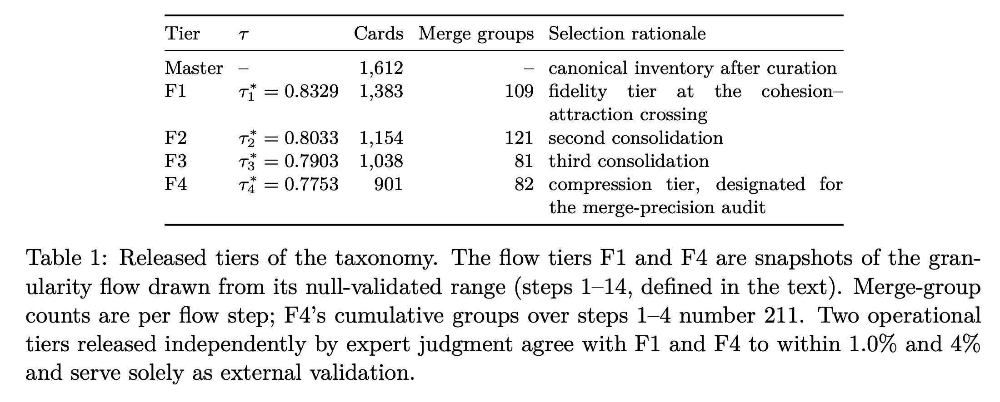 Tier τ Cards Merge groups Selection rationale
Master – 1,612 – canonical inventory after curation
F1 τ₁* = 0.8329 1,383 109 fidelity tier at the cohesion–
attraction crossing
F2 τ₂* = 0.8033 1,154 121 second consolidation
F3 τ₃* = 0.7903 1,038 81 third consolidation
F4 τ₄* = 0.7753 901 82 compression tier, designated for
the merge-precision audit
Table 1: Released tiers of the taxonomy. The flow tiers F1 and F4 are snapshots of the gran-
ularity flow drawn from its null-validated range (steps 1–14, defined in the text). Merge-group
counts are per flow step; F4’s cumulative groups over steps 1–4 number 211. Two operational
tiers released independently by expert judgment agree with F1 and F4 to within 1.0% and 4%
and serve solely as external validation.